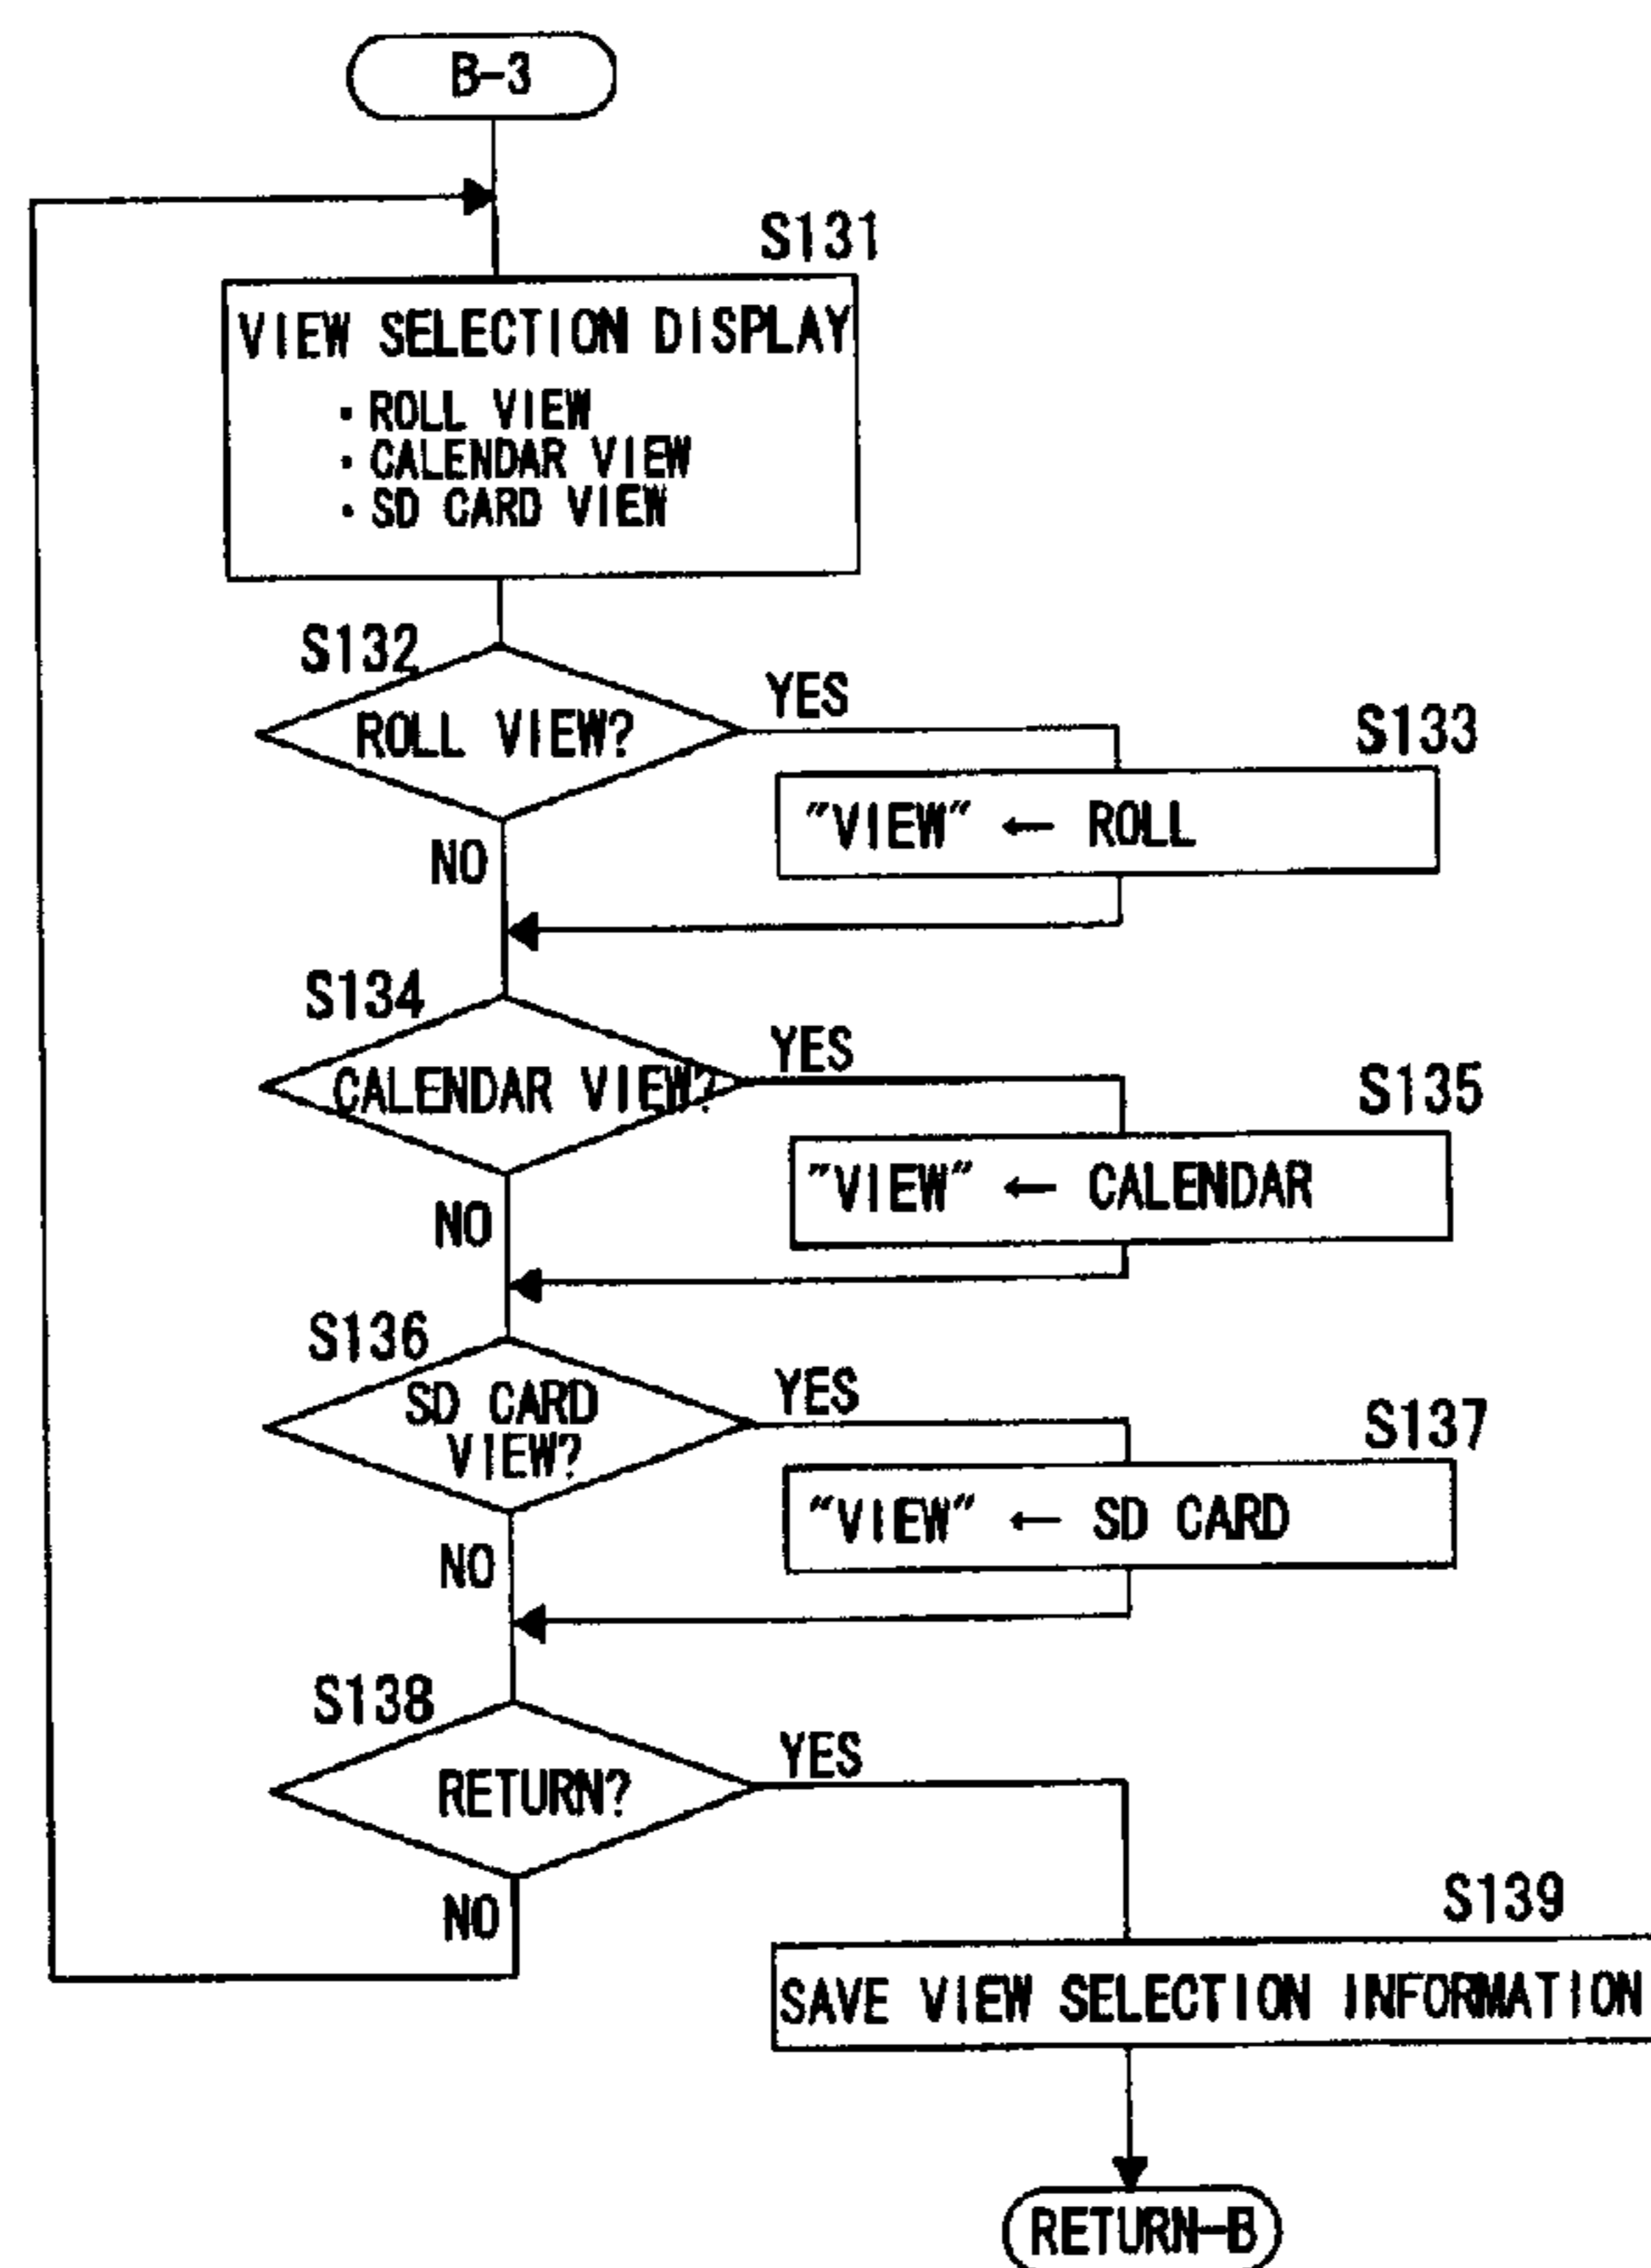 B-3
S131
VIEW SELECTION DISPLAY
・ROLL VIEW
・CALENDAR VIEW
・SD CARD VIEW
S132
ROLL VIEW?
YES
NO
S133
"VIEW" ← ROLL
S134
CALENDAR VIEW?
YES
NO
S135
"VIEW" ← CALENDAR
S136
SD CARD
VIEW?
YES
NO
S137
"VIEW" ← SD CARD
S138
RETURN?
YES
NO
S139
SAVE VIEW SELECTION INFORMATION
RETURN-B